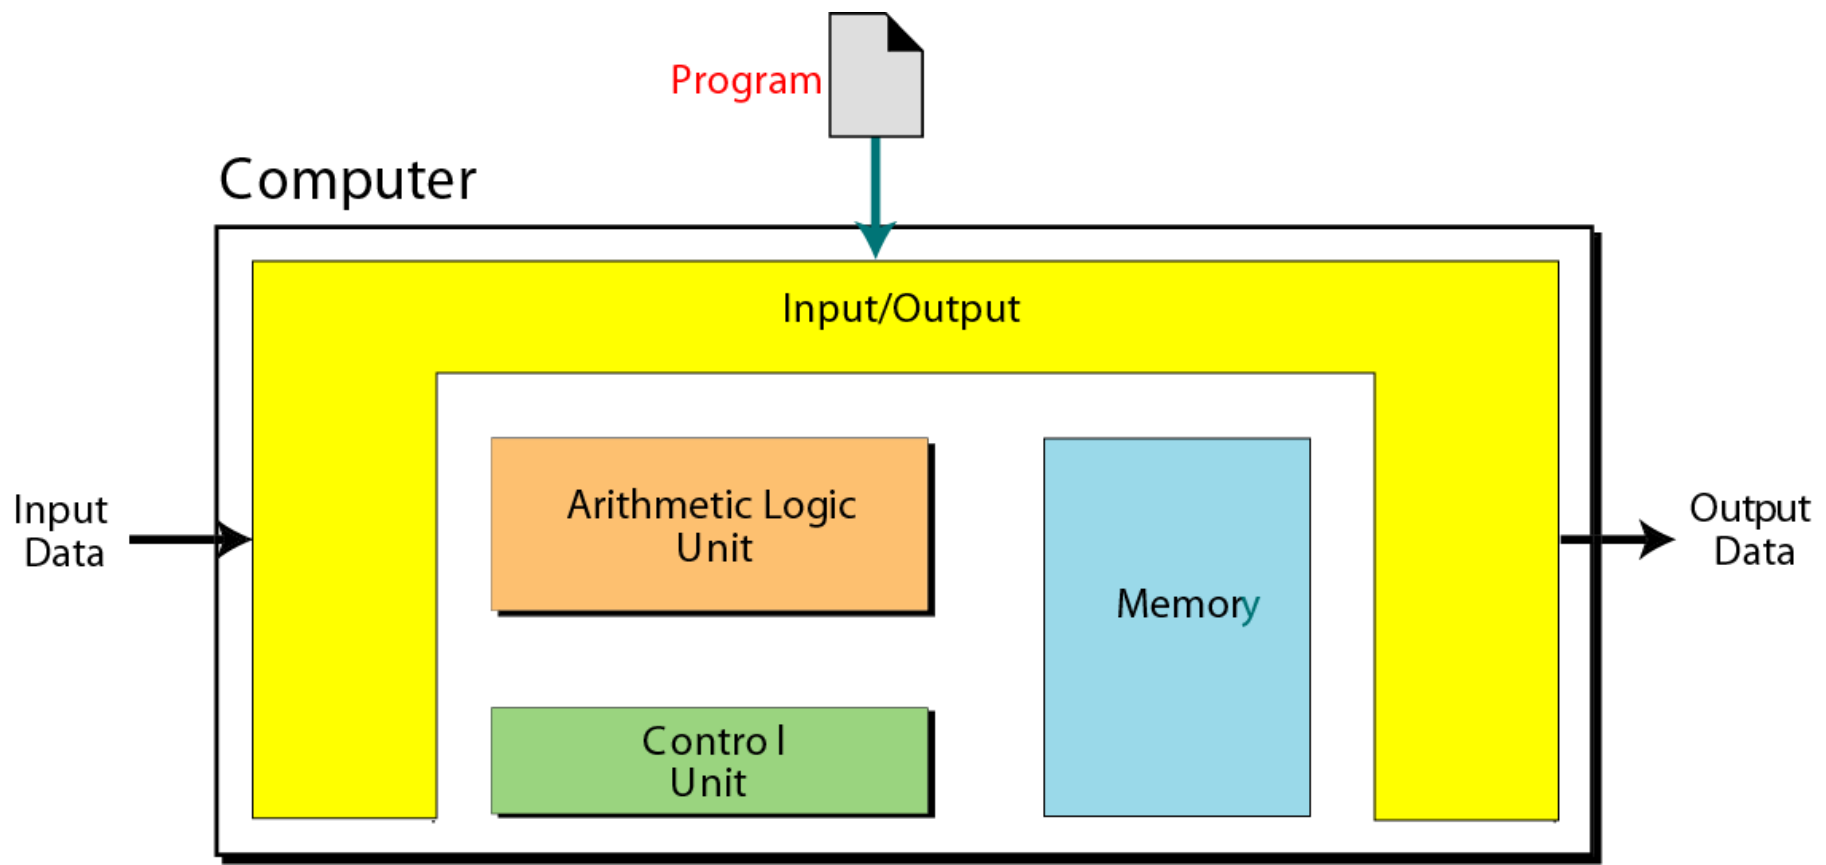 Program
Computer
Input/Output
Arithmetic Logic
Unit
Memory
Control
Unit
Input
Data
Output
Data